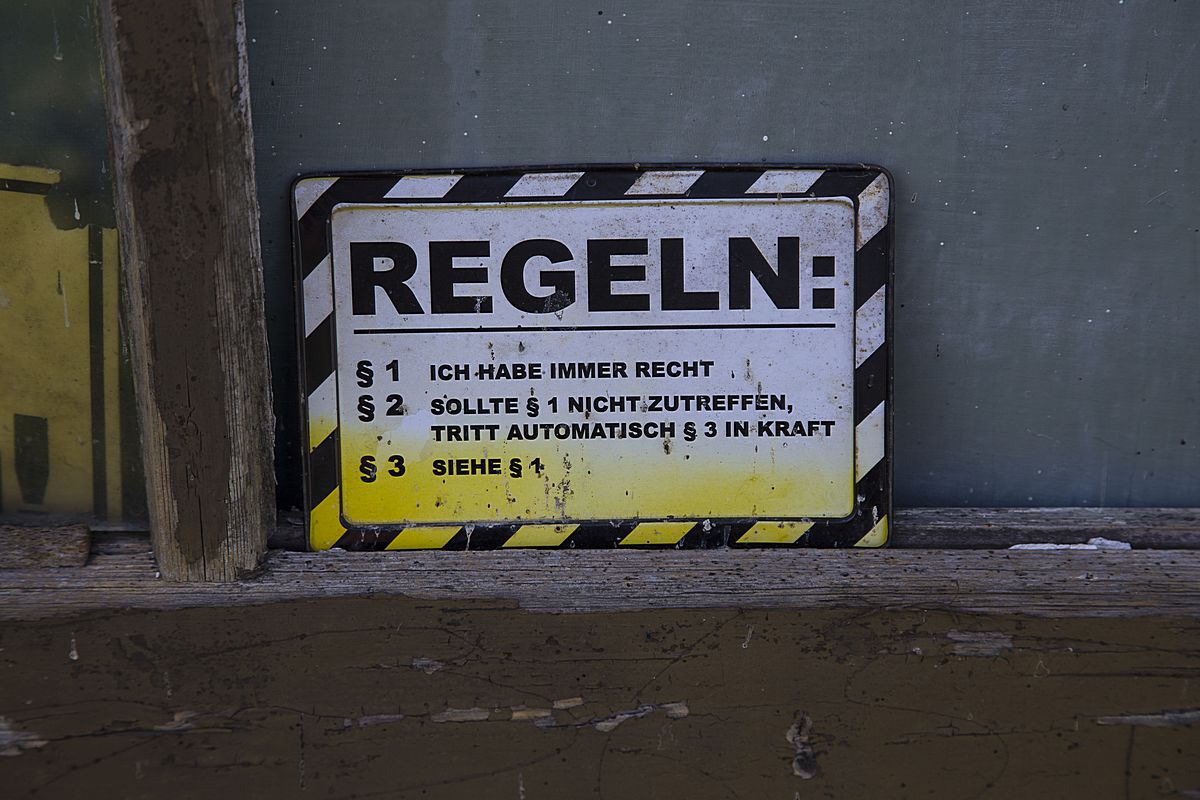 REGELN:
§ 1 ICH HABE IMMER RECHT
§ 2 SOLLTE § 1 NICHT ZUTREFFEN,
TRITT AUTOMATISCH § 3 IN KRAFT
§ 3 SIEHE § 1